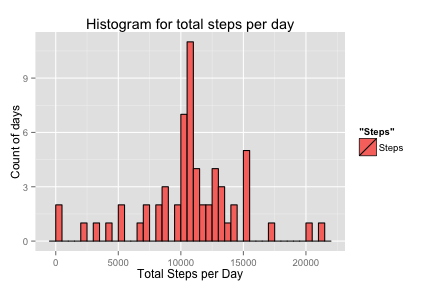 Histogram for total steps per day
Count of days
9
6
3
0
0 5000 10000 15000 20000
Total Steps per Day
"Steps"
Steps